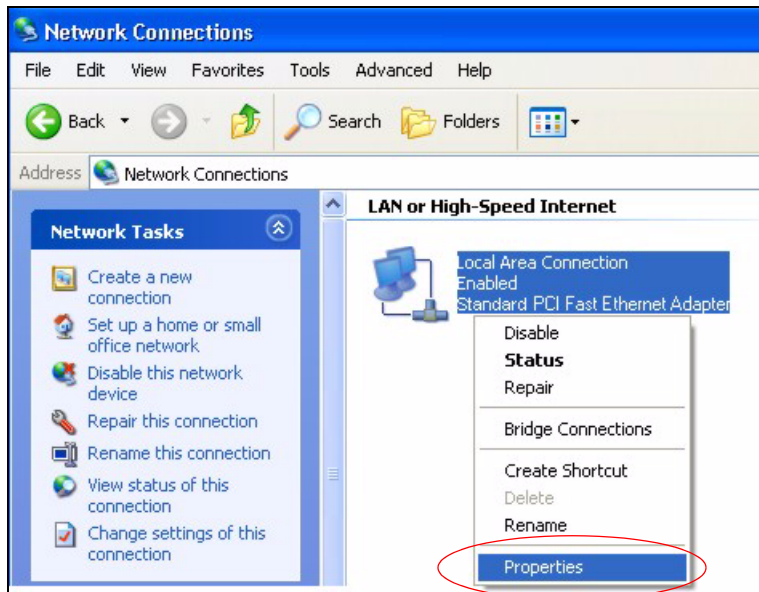 Network Connections
File Edit View Favorites Tools Advanced Help
Back Search Folders
Address Network Connections
Network Tasks
Create a new
connection
Set up a home or small
office network
Disable this network
device
Repair this connection
Rename this connection
View status of this
connection
Change settings of this
connection
LAN or High-Speed Internet
Local Area Connection
Enabled
Standard PCI Fast Ethernet Adapter
Disable
Status
Repair
Bridge Connections
Create Shortcut
Delete
Rename
Properties